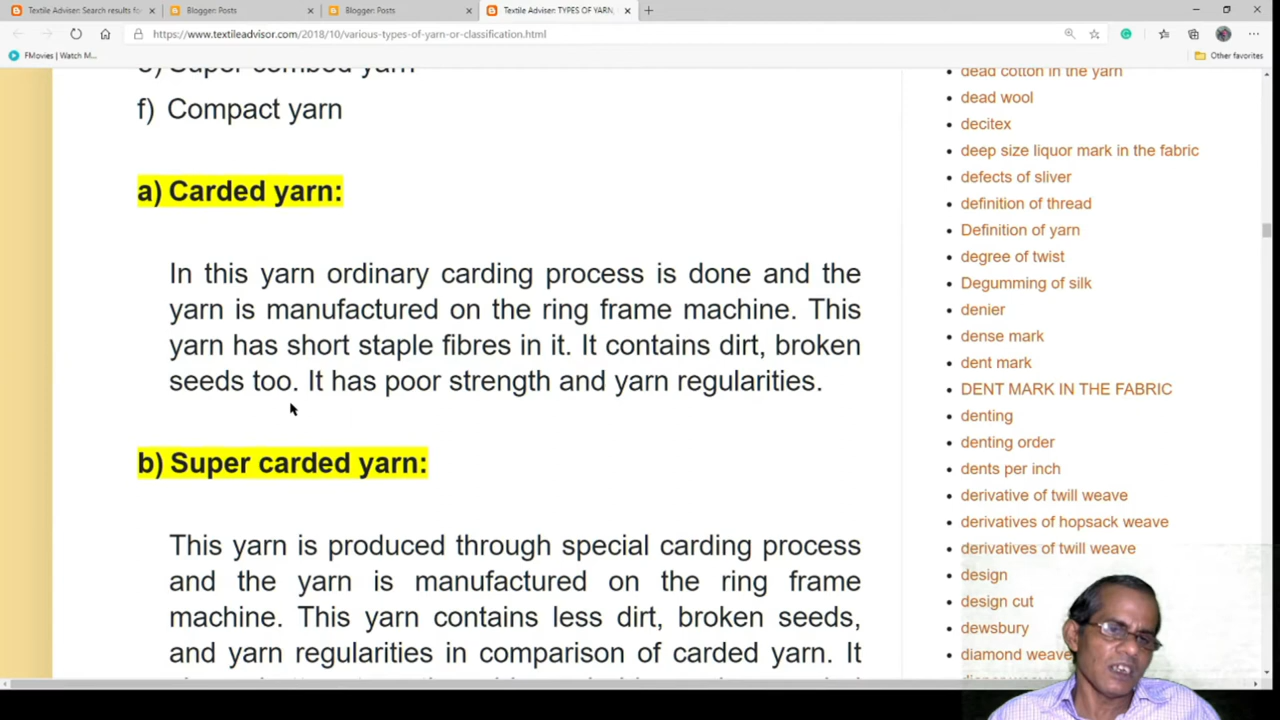 Textile Adviser: Search results fo
Blogger: Posts
Blogger: Posts
Textile Adviser: TYPES OF YARN,
https://www.textileadvisor.com/2018/10/various-types-of-yarn-or-classification.html
FMovies | Watch M...
Other favorites
e) Super combed yarn
f) Compact yarn
a) Carded yarn:
In this yarn ordinary carding process is done and the
yarn is manufactured on the ring frame machine. This
yarn has short staple fibres in it. It contains dirt, broken
seeds too. It has poor strength and yarn regularities.
b) Super carded yarn:
This yarn is produced through special carding process
and the yarn is manufactured on the ring frame
machine. This yarn contains less dirt, broken seeds,
and yarn regularities in comparison of carded yarn. It
dead cotton in the yarn
dead wool
decitex
deep size liquor mark in the fabric
defects of sliver
definition of thread
Definition of yarn
degree of twist
Degumming of silk
denier
dense mark
dent mark
DENT MARK IN THE FABRIC
denting
denting order
dents per inch
derivative of twill weave
derivatives of hopsack weave
derivatives of twill weave
design
design cut
dewsbury
diamond weave